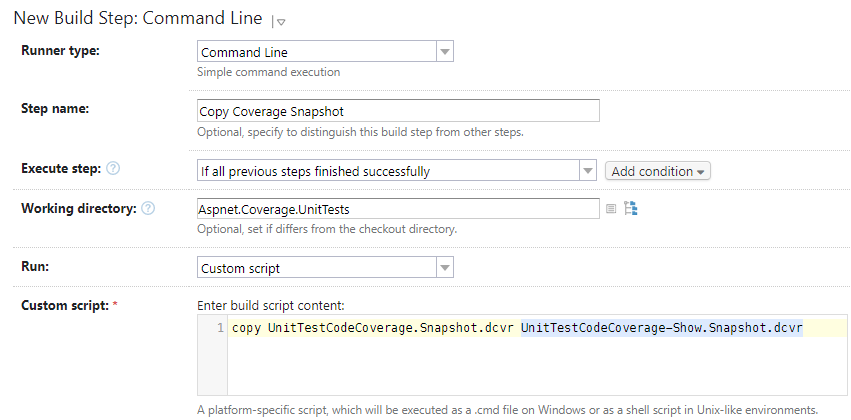 New Build Step: Command Line
Runner type: Command Line
Simple command execution
Step name: Copy Coverage Snapshot
Optional, specify to distinguish this build step from other steps.
Execute step: If all previous steps finished successfully Add condition
Working directory: Aspnet.Coverage.UnitTests
Optional, set if differs from the checkout directory.
Run: Custom script
Custom script: * Enter build script content:
1 copy UnitTestCodeCoverage.Snapshot.dcvr UnitTestCodeCoverage-Show.Snapshot.dcvr
A platform-specific script, which will be executed as a .cmd file on Windows or as a shell script in Unix-like environments.